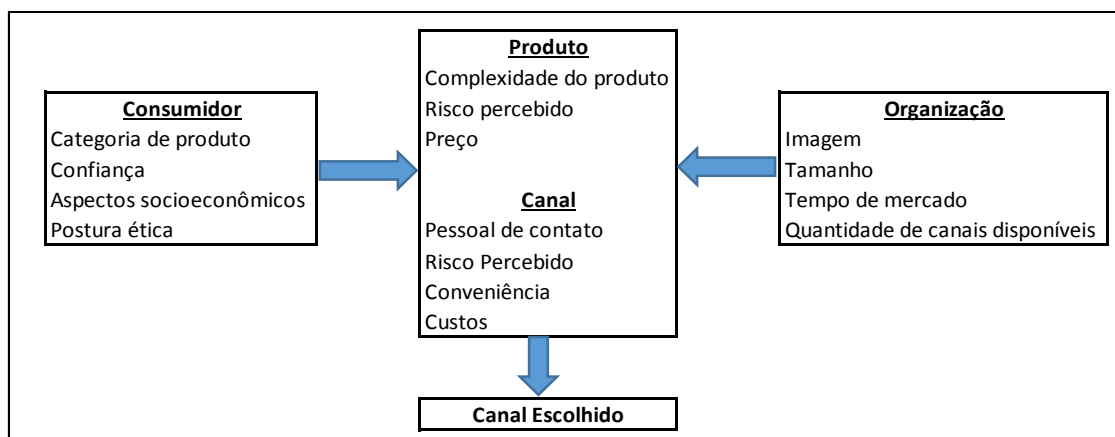 Consumidor
Categoria de produto
Confiança
Aspectos socioeconômicos
Postura ética
Produto
Complexidade do produto
Risco percebido
Preço
Canal
Pessoal de contato
Risco Percebido
Conveniência
Custos
Organização
Imagem
Tamanho
Tempo de mercado
Quantidade de canais disponíveis
Canal Escolhido